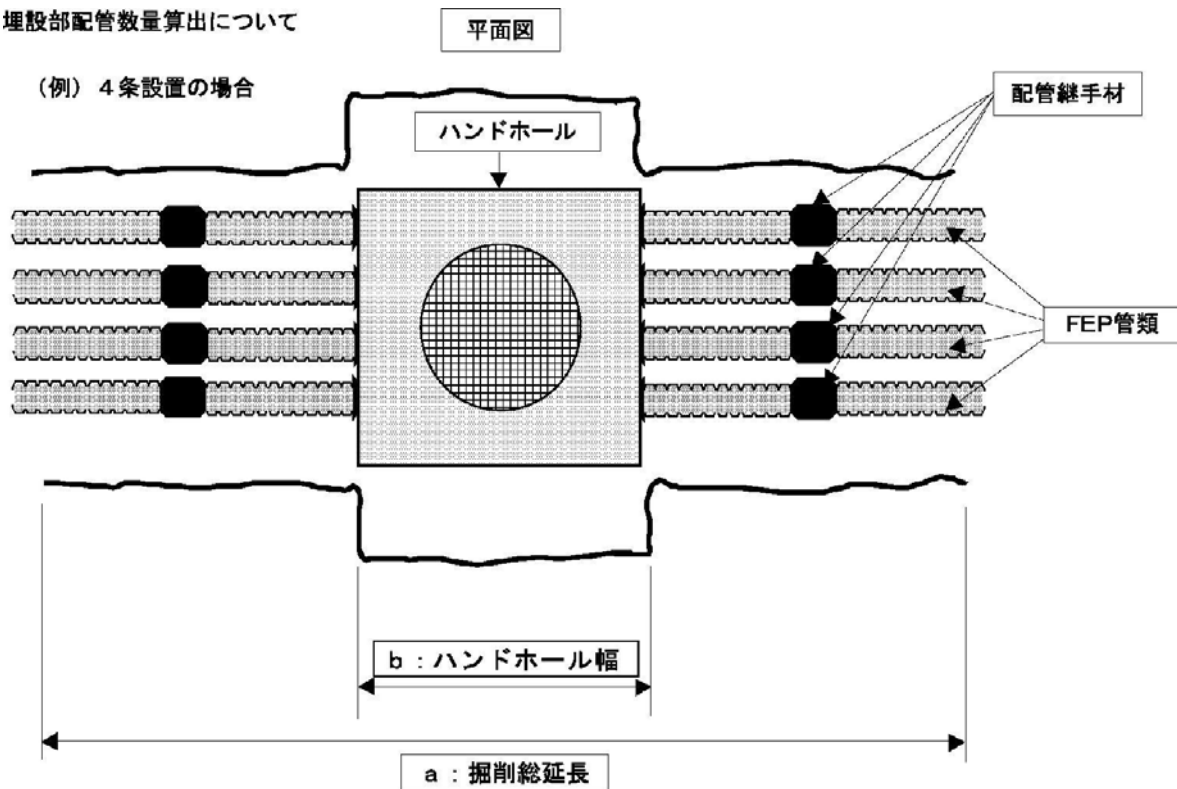 埋設部配管数量算出について
平面図
（例）４条設置の場合
配管継手材
ハンドホール
FEP管類
ｂ：ハンドホール幅
ａ：掘削総延長